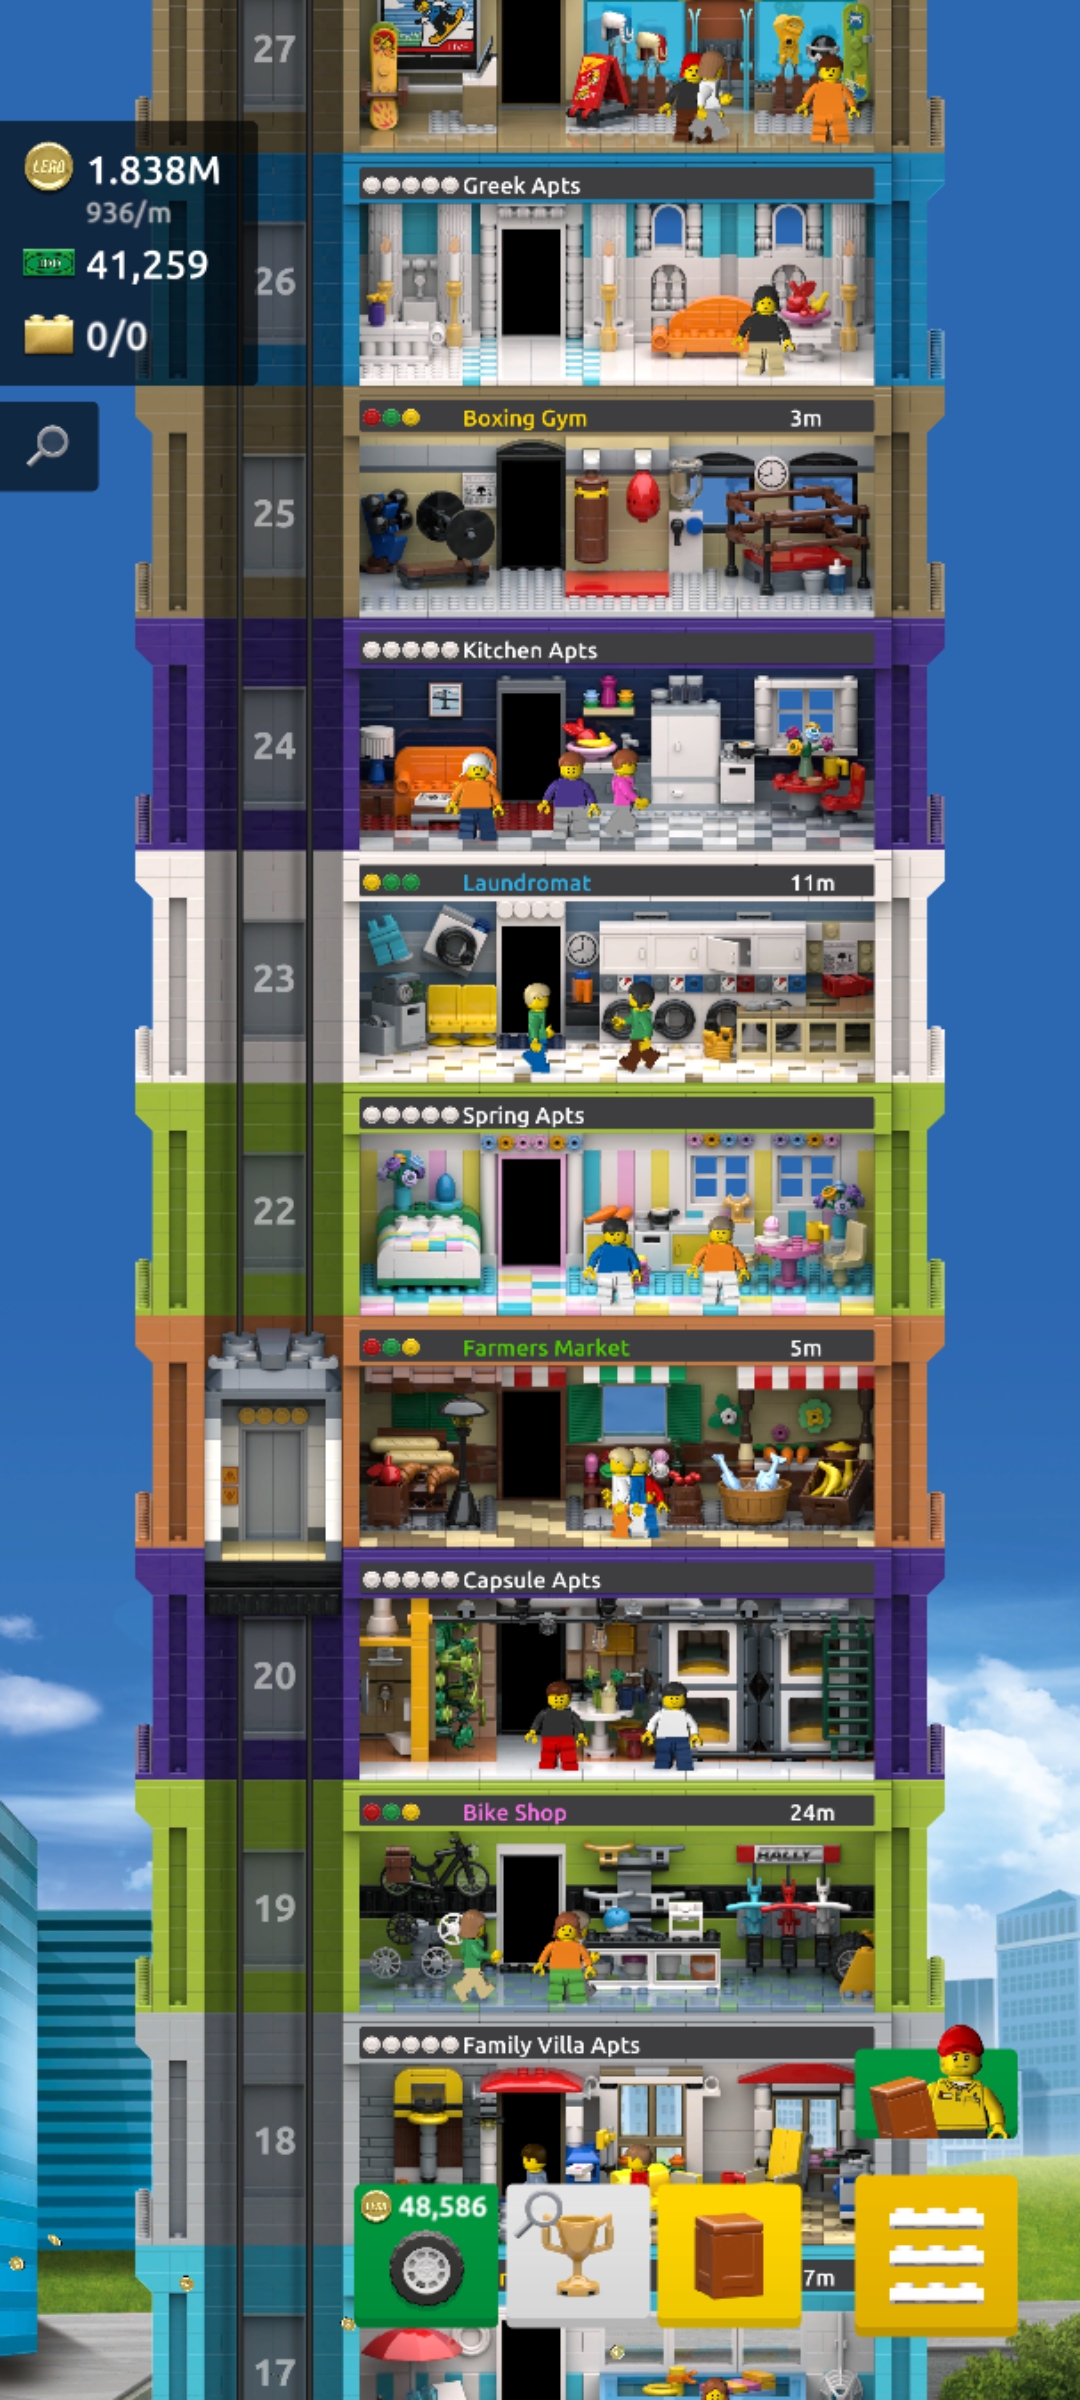 27
LIVE
LEGO 1.838M
936/m
41,259
0/0
Greek Apts
26
Boxing Gym 3m
25
Kitchen Apts
24
Laundromat 11m
23
Spring Apts
22
Farmers Market 5m
Capsule Apts
20
Bike Shop 24m
RALLY
19
Family Villa Apts
18
48,586
7m
17